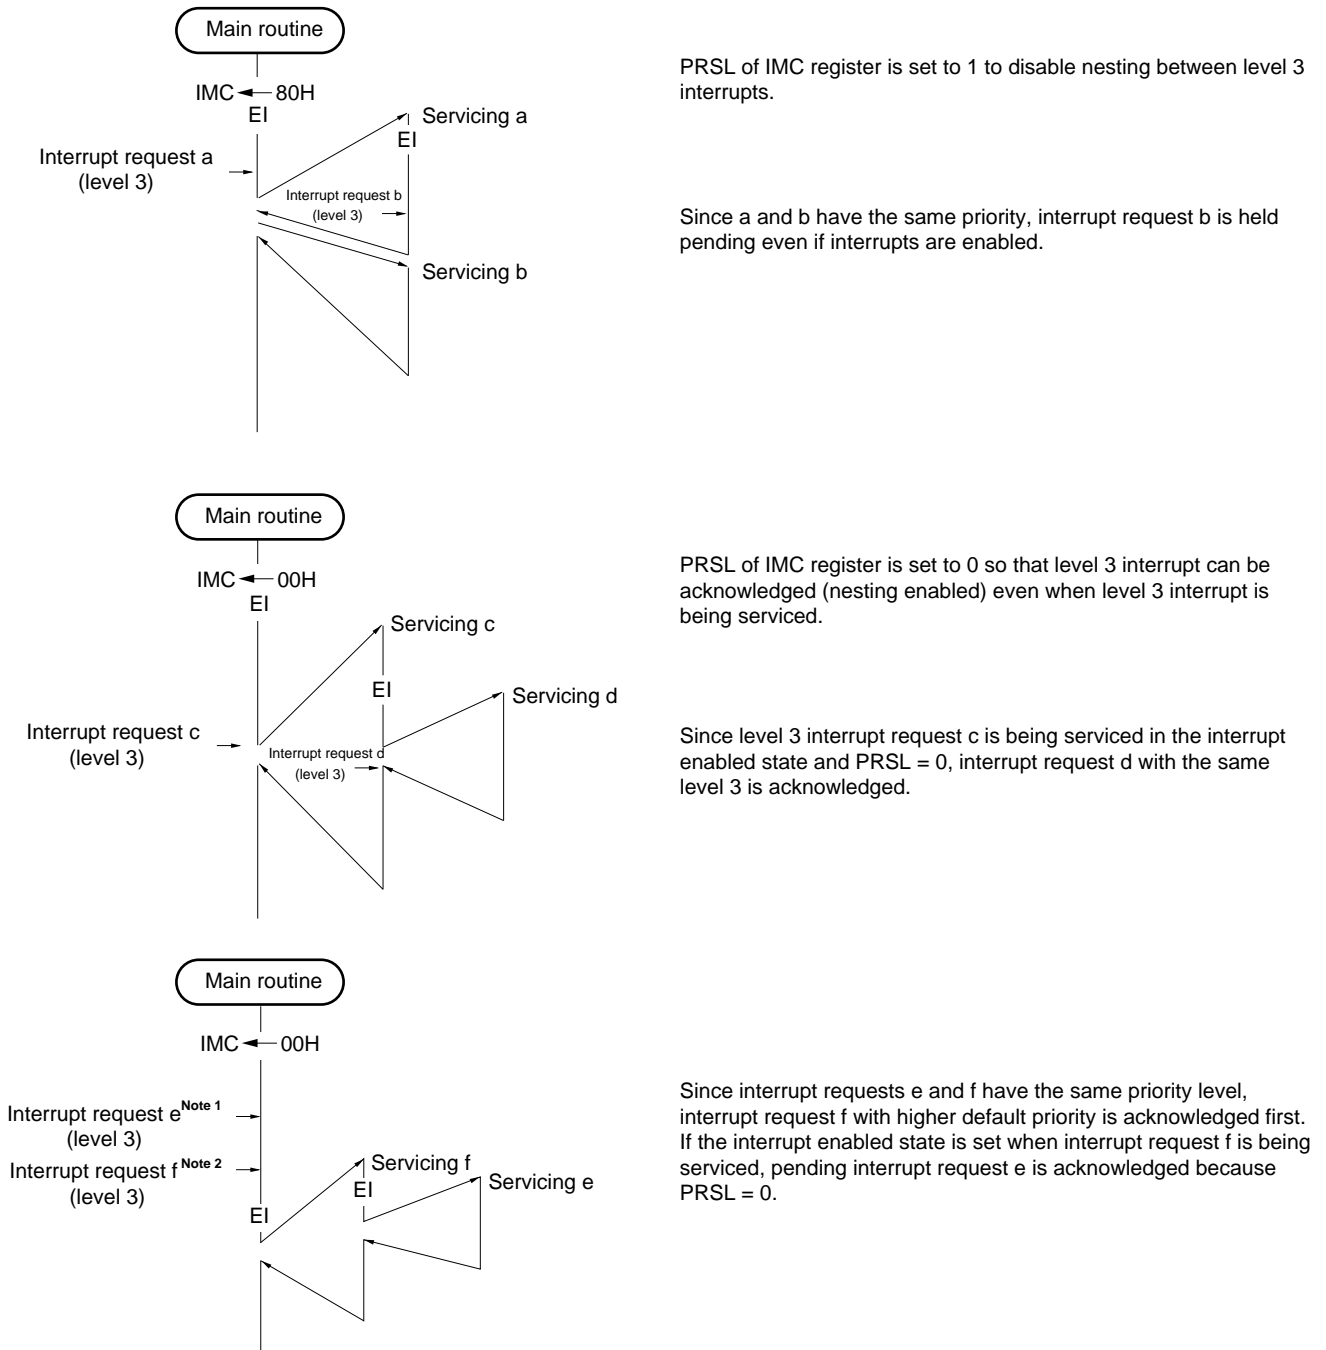 Main routine
IMC 80H
EI
Servicing a
EI
Interrupt request a
(level 3)
Interrupt request b
(level 3)
Servicing b
PRSL of IMC register is set to 1 to disable nesting between level 3
interrupts.
Since a and b have the same priority, interrupt request b is held
pending even if interrupts are enabled.
Main routine
IMC 00H
EI
Servicing c
EI
Servicing d
Interrupt request c
(level 3)
Interrupt request d
(level 3)
PRSL of IMC register is set to 0 so that level 3 interrupt can be
acknowledged (nesting enabled) even when level 3 interrupt is
being serviced.
Since level 3 interrupt request c is being serviced in the interrupt
enabled state and PRSL = 0, interrupt request d with the same
level 3 is acknowledged.
Main routine
IMC 00H
Interrupt request e Note 1
(level 3)
Interrupt request f Note 2
(level 3)
EI
Servicing f
EI
Servicing e
Since interrupt requests e and f have the same priority level,
interrupt request f with higher default priority is acknowledged first.
If the interrupt enabled state is set when interrupt request f is being
serviced, pending interrupt request e is acknowledged because
PRSL = 0.